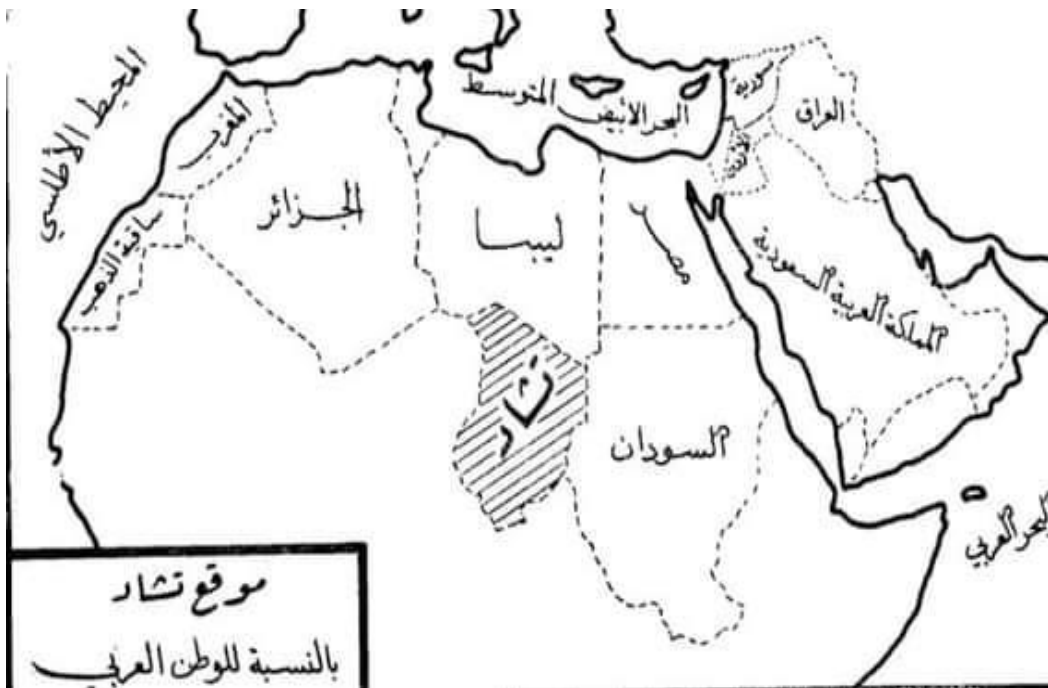 المحيط الأطلسي
البحر الأبيض المتوسط
سورية
العراق
الأردن
المغرب
الجزائر
ليبيا
مصر
ساقية الذهب
المملكة العربية السعودية
تشاد
السودان
البحر العربي
موقع تشاد
بالنسبة للوطن العربي